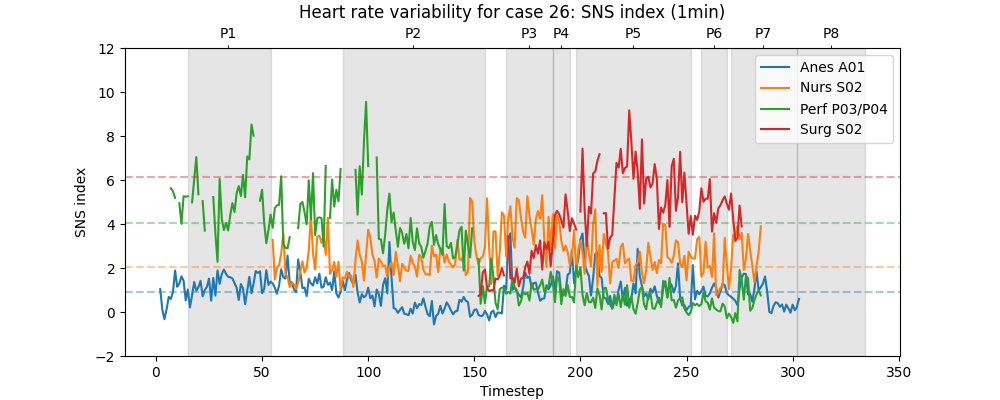 Heart rate variability for case 26: SNS index (1min)
P1 P2 P3 P4 P5 P6 P7 P8
12
10
8
6
4
2
0
−2
SNS index
Anes A01
Nurs S02
Perf P03/P04
Surg S02
0 50 100 150 200 250 300 350
Timestep